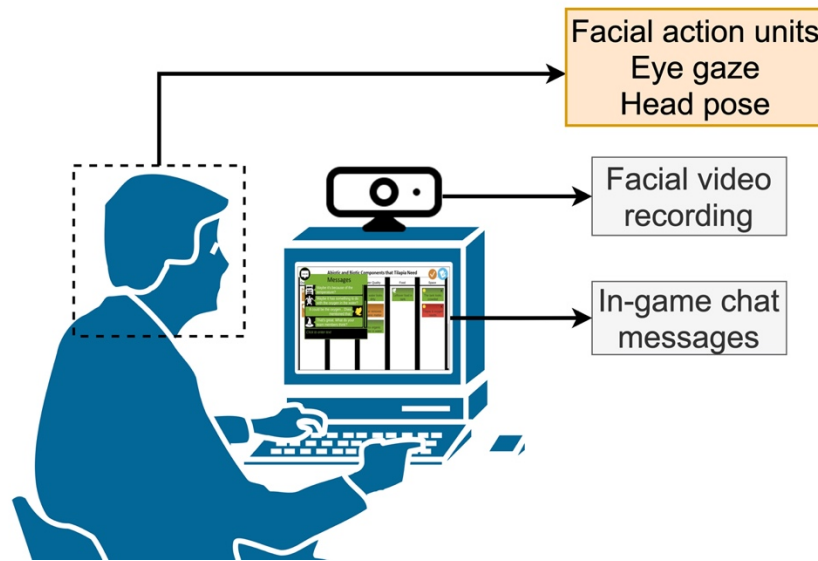 Facial action units
Eye gaze
Head pose
Facial video
recording
Abiotic and Biotic Components that Tilapia Need
Messages
In-game chat
messages